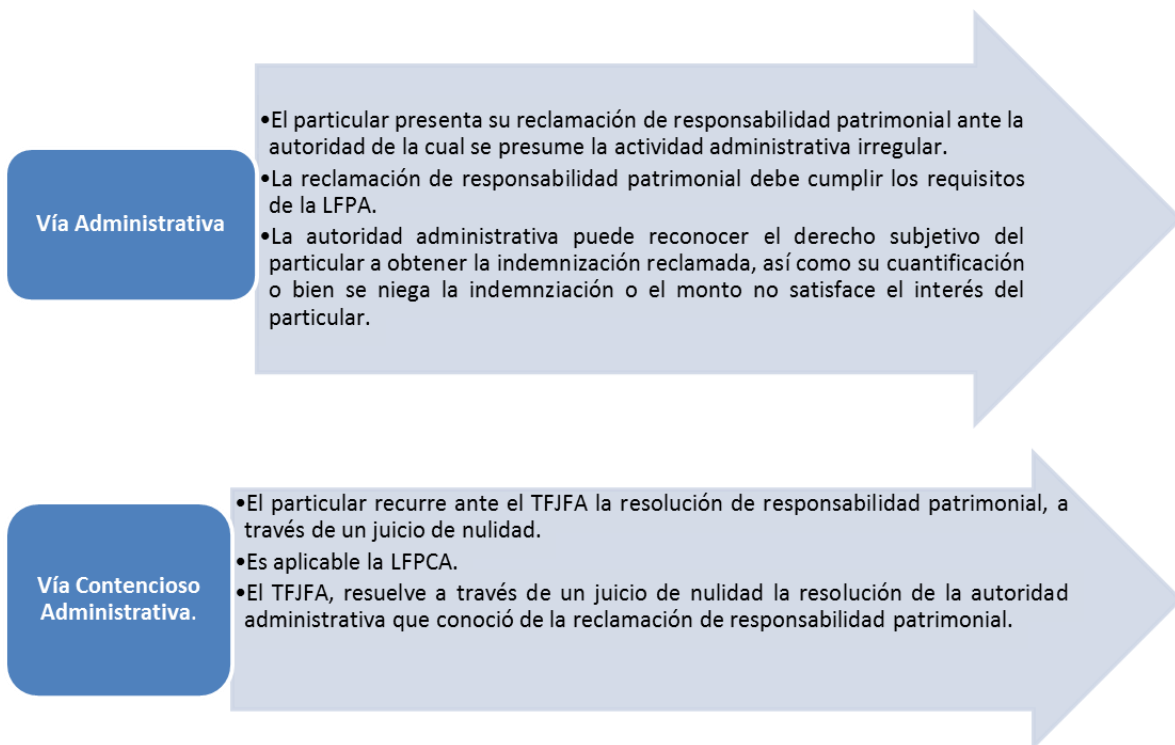 Vía Administrativa
•El particular presenta su reclamación de responsabilidad patrimonial ante la
autoridad de la cual se presume la actividad administrativa irregular.
•La reclamación de responsabilidad patrimonial debe cumplir los requisitos
de la LFPA.
•La autoridad administrativa puede reconocer el derecho subjetivo del
particular a obtener la indemnización reclamada, así como su cuantificación
o bien se niega la indemnziación o el monto no satisface el interés del
particular.
Vía Contencioso
Administrativa.
•El particular recurre ante el TFJFA la resolución de responsabilidad patrimonial, a
través de un juicio de nulidad.
•Es aplicable la LFPCA.
•El TFJFA, resuelve a través de un juicio de nulidad la resolución de la autoridad
administrativa que conoció de la reclamación de responsabilidad patrimonial.